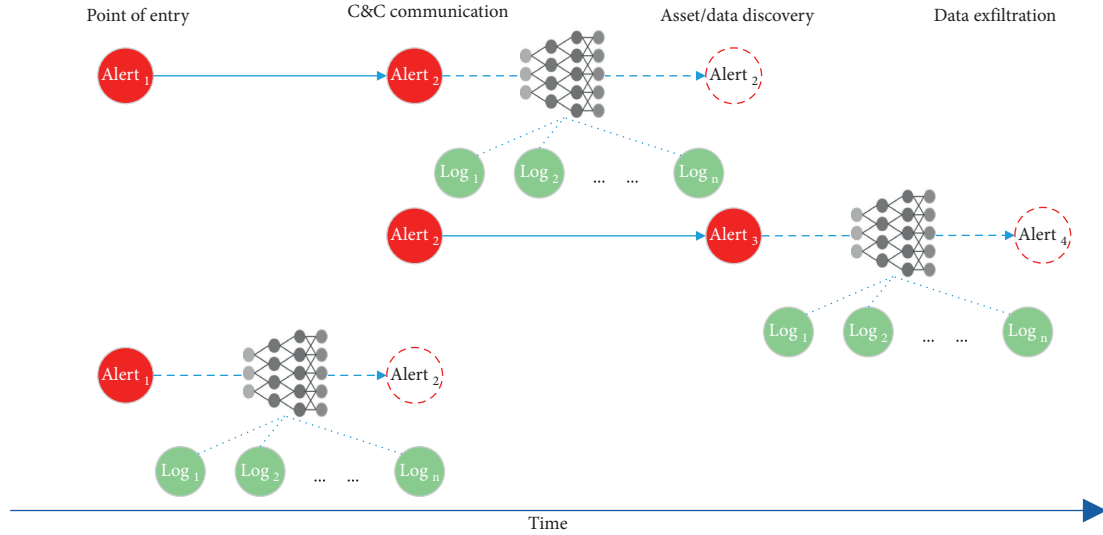 Point of entry
C&C communication
Asset/data discovery
Data exfiltration
Alert 1
Alert 2
Alert 2
Log 1
Log 2
... ...
Log n
Alert 2
Alert 3
Alert 4
Log 1
Log 2
... ...
Log n
Alert 1
Alert 2
Log 1
Log 2
... ...
Log n
Time